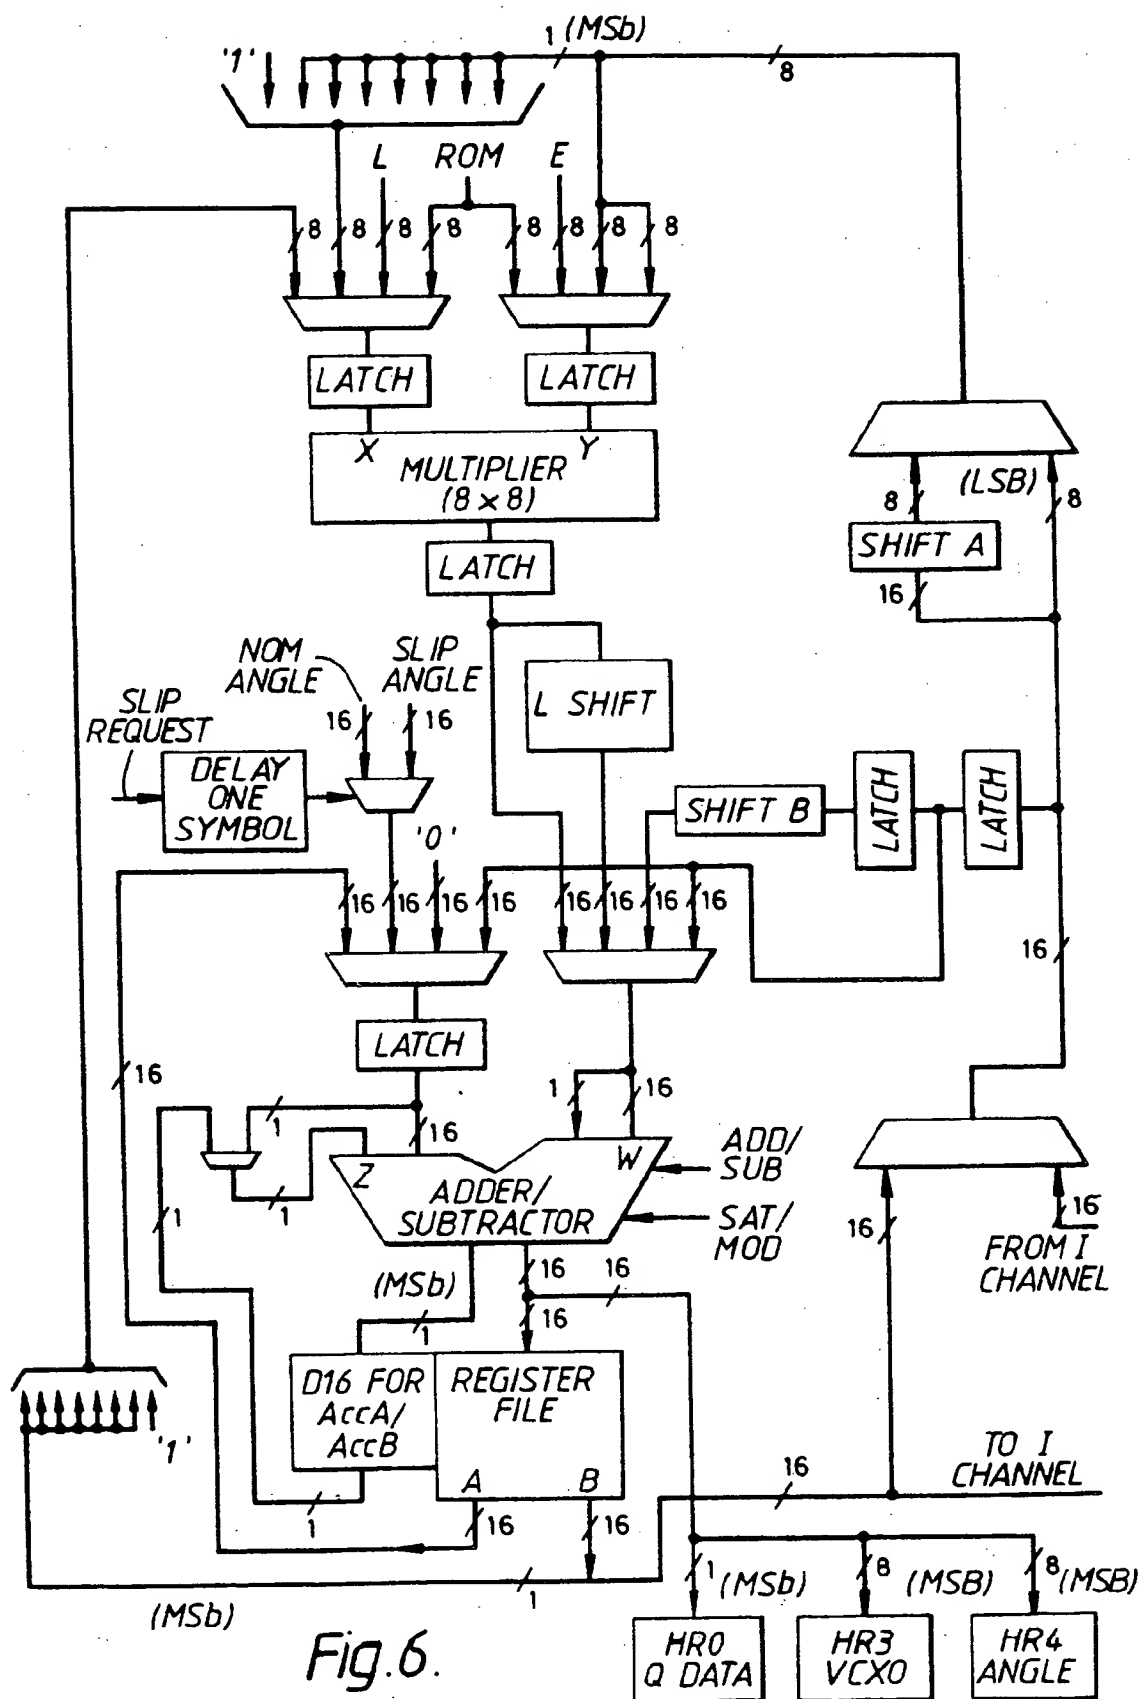 1 (MSb)
'1'
8
L ROM E
8 8 8 8 8 8 8 8
LATCH LATCH
X Y
MULTIPLIER
(8 x 8)
(LSB)
8 8
SHIFT A
LATCH
16
NOM
ANGLE
SLIP
ANGLE
L SHIFT
SLIP
REQUEST
16 16
DELAY
ONE
SYMBOL
SHIFT B
LATCH
LATCH
'0'
16 16 16 16 16 16 16 16
16
LATCH
16
1
16
1 16
Z W
ADDER/
SUBTRACTOR
ADD/
SUB
SAT/
MOD
1
1
16
16
FROM I
CHANNEL
(MSb)
16 16
1
16
D16 FOR
AccA/
AccB
REGISTER
FILE
A B
'1'
TO I
CHANNEL
16
1
16 16
1
(MSb)
1 (MSb)
8 (MSB)
8 (MSB)
HR0
Q DATA
HR3
VCXO
HR4
ANGLE
Fig.6.